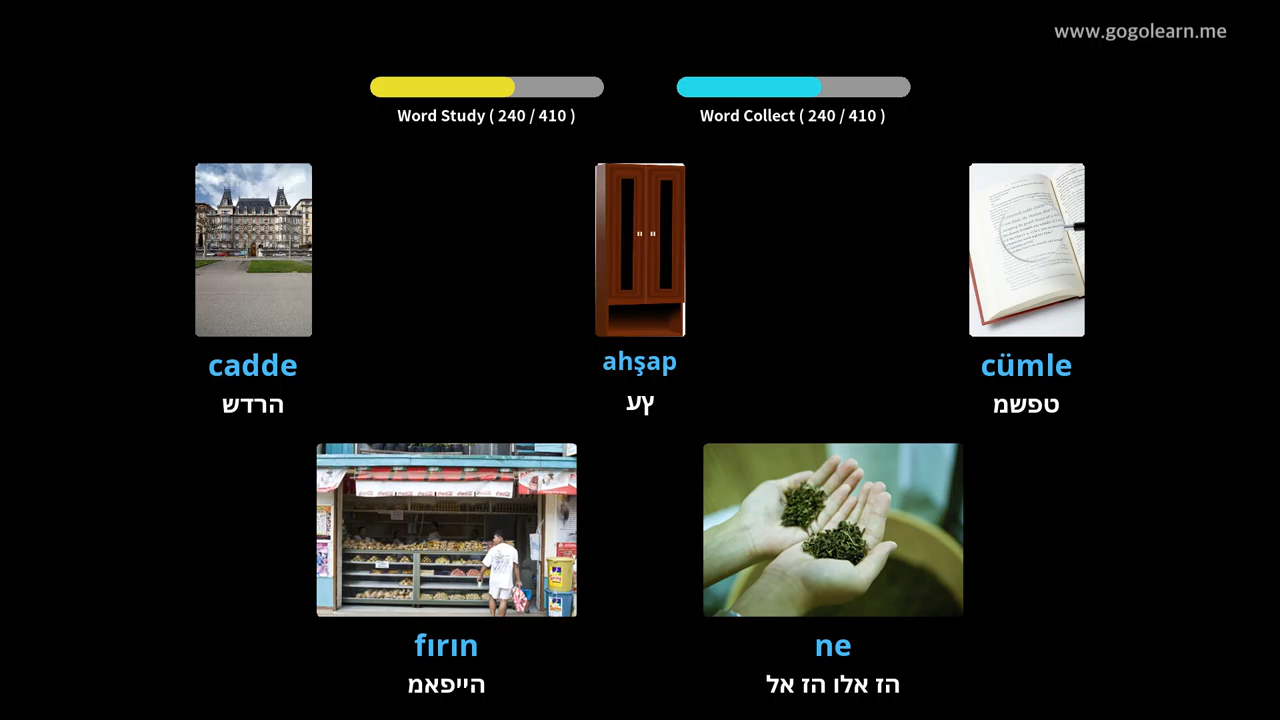 www.gogolearn.me
Word Study ( 240 / 410 )
Word Collect ( 240 / 410 )
cadde
הרדש
ahşap
ץע
cümle
טפשמ
fırın
הייפאמ
ne
הז אלו הז אל